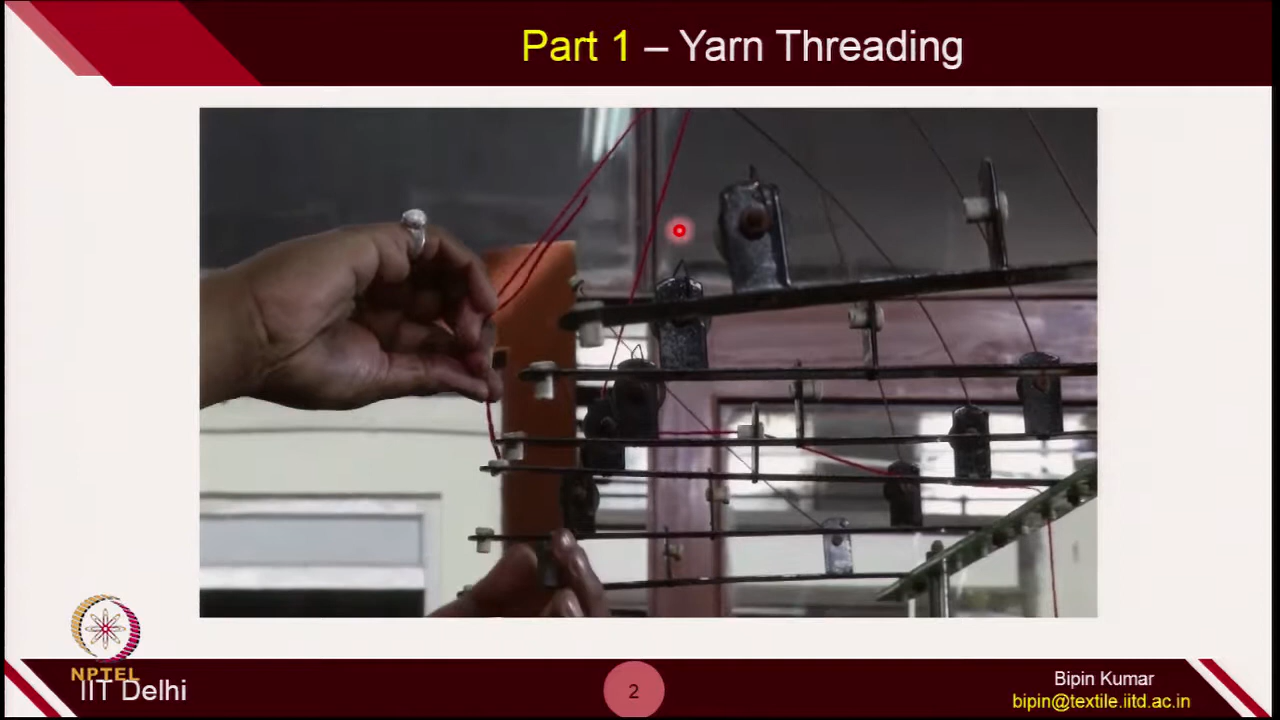 Part 1 – Yarn Threading
NPTEL
IIT Delhi
2
Bipin Kumar
bipin@textile.iitd.ac.in